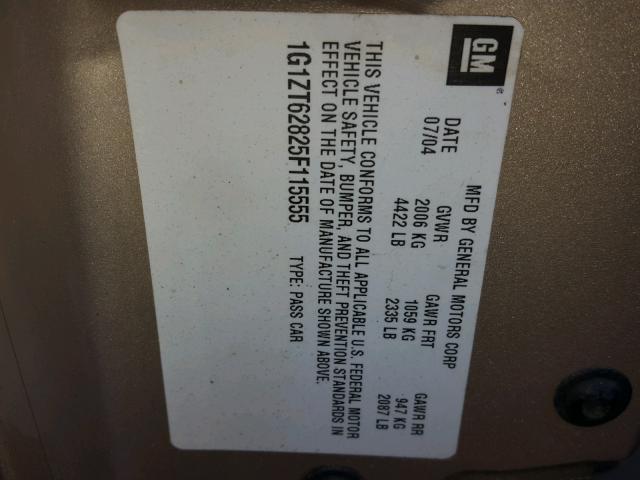 GM
MFD BY GENERAL MOTORS CORP
DATE GVWR GAWR FRT GAWR RR
07/04 2006 KG 1059 KG 947 KG
4422 LB 2335 LB 2087 LB
THIS VEHICLE CONFORMS TO ALL APPLICABLE U.S. FEDERAL MOTOR
VEHICLE SAFETY, BUMPER, AND THEFT PREVENTION STANDARDS IN
EFFECT ON THE DATE OF MANUFACTURE SHOWN ABOVE.
1G1ZT62825F115555 TYPE: PASS CAR